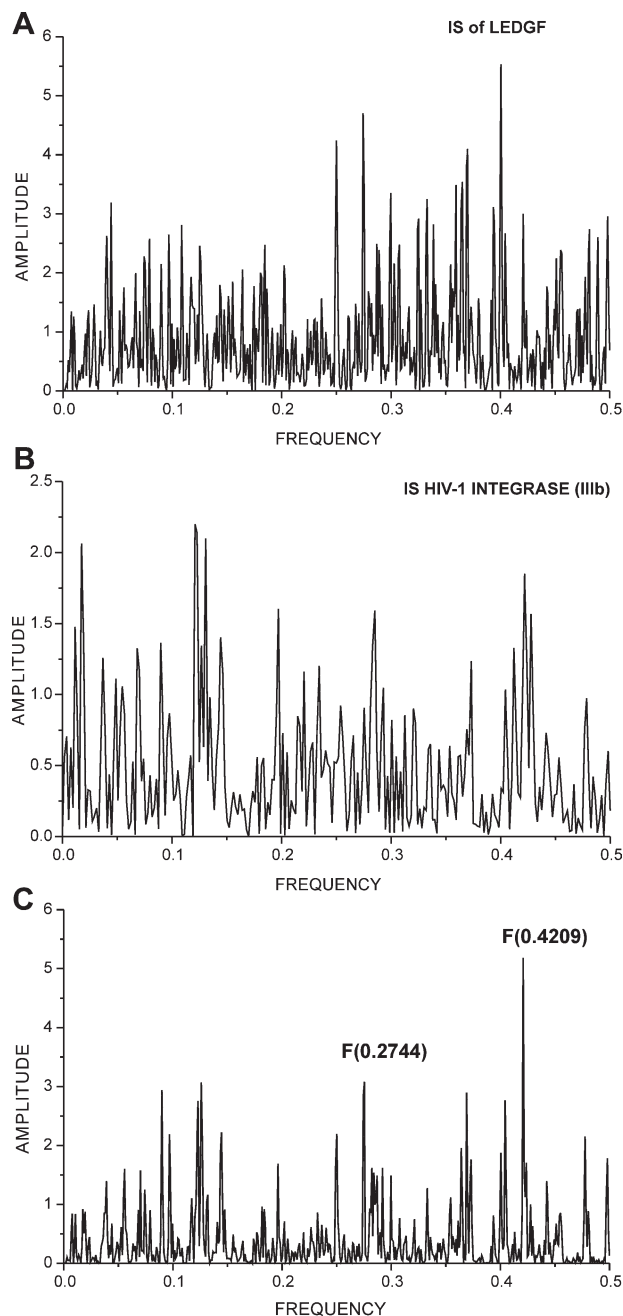 A
IS of LEDGF
6
5
4
3
2
1
0
AMPLITUDE
0.0 0.1 0.2 0.3 0.4 0.5
FREQUENCY
B
IS HIV-1 INTEGRASE (IIIb)
2.5
2.0
1.5
1.0
0.5
0.0
AMPLITUDE
0.0 0.1 0.2 0.3 0.4 0.5
FREQUENCY
C
F(0.4209)
F(0.2744)
6
5
4
3
2
1
0
AMPLITUDE
0.0 0.1 0.2 0.3 0.4 0.5
FREQUENCY